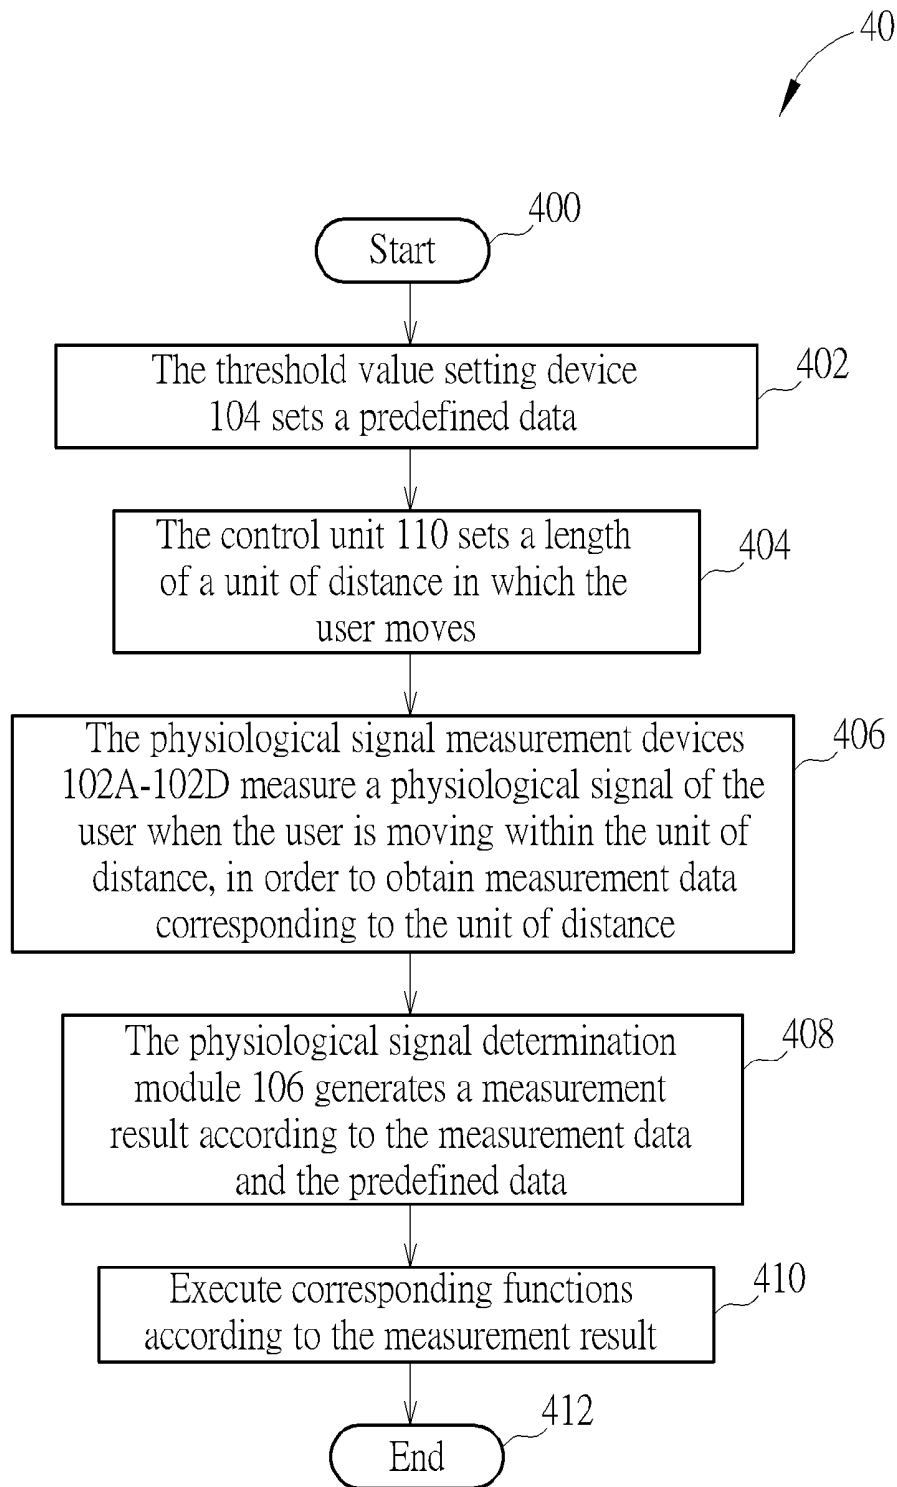 40
400
Start
402
The threshold value setting device
104 sets a predefined data
404
The control unit 110 sets a length
of a unit of distance in which the
user moves
406
The physiological signal measurement devices
102A-102D measure a physiological signal of the
user when the user is moving within the unit of
distance, in order to obtain measurement data
corresponding to the unit of distance
408
The physiological signal determination
module 106 generates a measurement
result according to the measurement data
and the predefined data
410
Execute corresponding functions
according to the measurement result
412
End